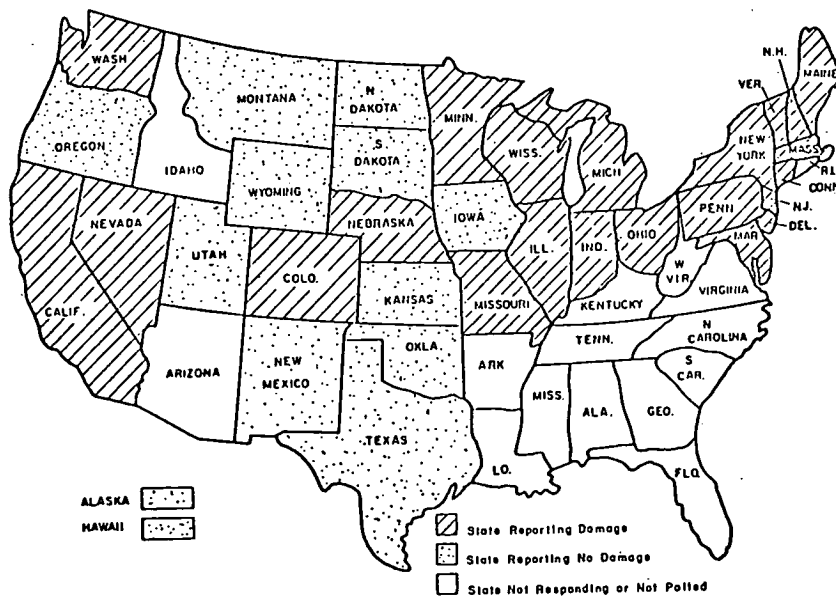 WASH
MONTANA
N
DAKOTA
MINN.
N.H.
VER.
MAINE
OREGON
IDAHO
S
DAKOTA
WISS.
MICH
NEW
YORK
MASS
R.I.
CONN
WYOMING
NEBRASKA
IOWA
PENN
N.J.
DEL.
NEVADA
UTAH
COLO.
ILL
IND.
OHIO
MAR
W
VIR.
VIRGINIA
CALIF.
KANSAS
MISSOURI
KENTUCKY
ARIZONA
NEW
MEXICO
OKLA
ARK
TENN.
N
CAROLINA
S
CAR.
TEXAS
MISS.
ALA.
GEO.
LO.
FLO.
ALASKA
HAWAII
State Reporting Damage
State Reporting No Damage
State Not Responding or Not Polled